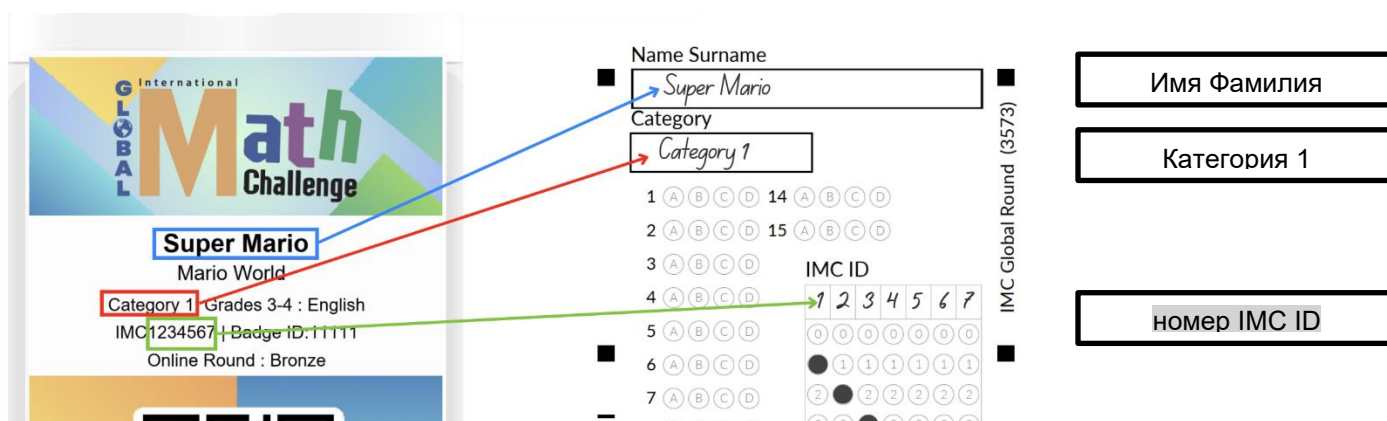 International
GLOBAL
Math
Challenge
Super Mario
Mario World
Category 1 Grades 3-4 : English
IMC1234567 | Badge ID:11111
Online Round : Bronze
Name Surname
Super Mario
Category
Category 1
1 A B C D 14 A B C D
2 A B C D 15 A B C D
3 A B C D
4 A B C D
5 A B C D
6 A B C D
7 A B C D
IMC ID
1 2 3 4 5 6 7
0 0 0 0 0 0 0
1 1 1 1 1 1
2 2 2 2 2 2
IMC Global Round (3573)
Имя Фамилия
Категория 1
номер IMC ID